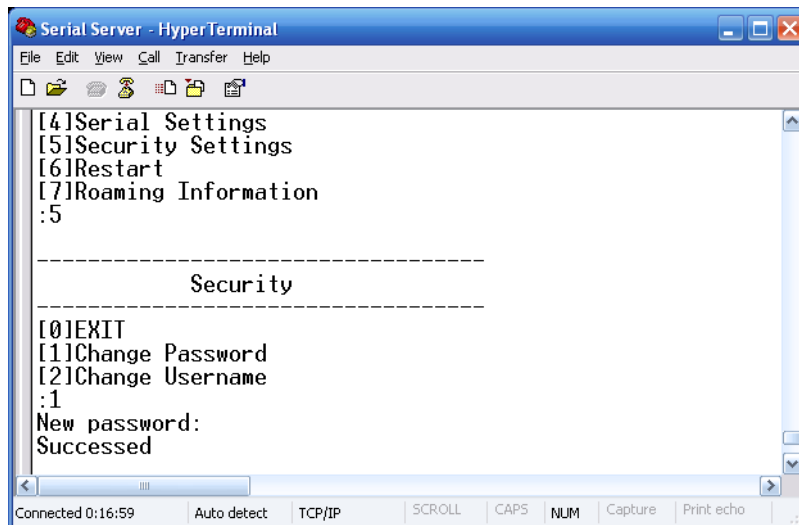 Serial Server - HyperTerminal
File Edit View Call Transfer Help
[4]Serial Settings
[5]Security Settings
[6]Restart
[7]Roaming Information
:5
-----------------------------------
Security
-----------------------------------
[0]EXIT
[1]Change Password
[2]Change Username
:1
New password:
Successed
Connected 0:16:59 Auto detect TCP/IP SCROLL CAPS NUM Capture Print echo